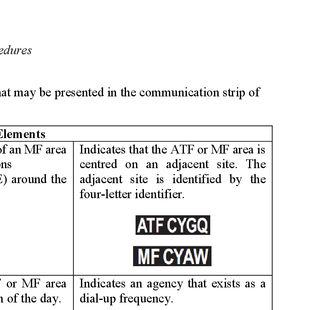 edures
at may be presented in the communication strip of
Elements
of an MF area
ns
E) around the
Indicates that the ATF or MF area is
centred on an adjacent site. The
adjacent site is identified by the
four-letter identifier.
ATF CYGQ
MF CYAW
or MF area
n of the day.
Indicates an agency that exists as a
dial-up frequency.